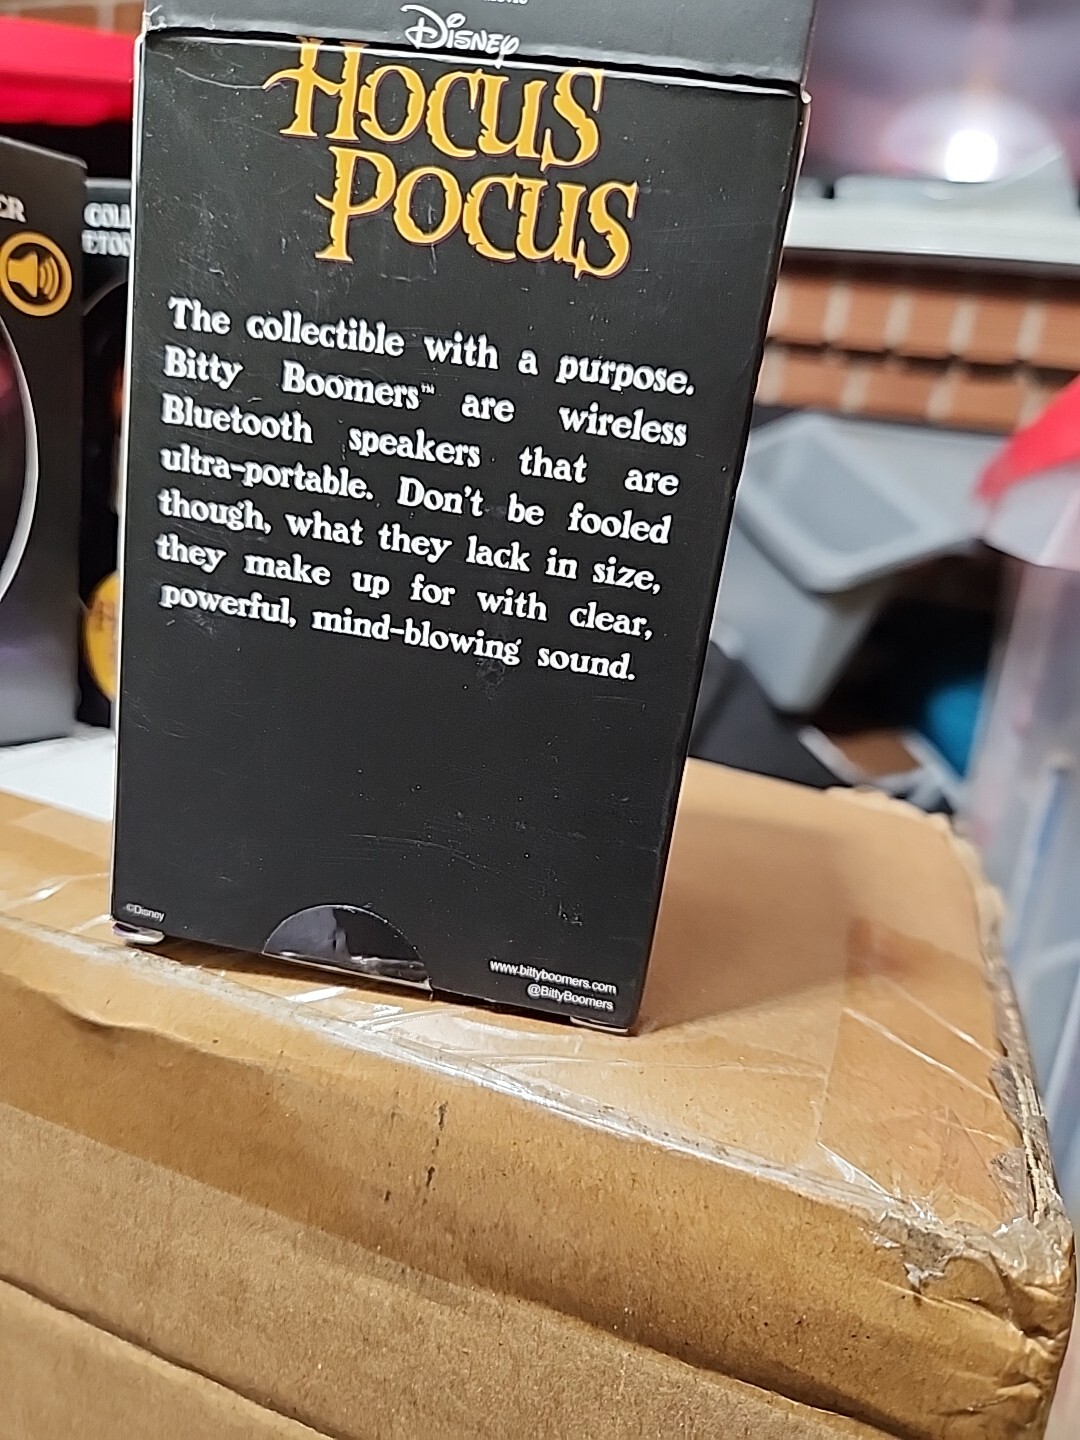 Disney
HOCUS
POCUS
The collectible with a purpose.
Bitty Boomers™ are wireless
Bluetooth speakers that are
ultra-portable. Don't be fooled
though, what they lack in size,
they make up for with clear,
powerful, mind-blowing sound.
©Disney
www.bittyboomers.com
@BittyBoomers